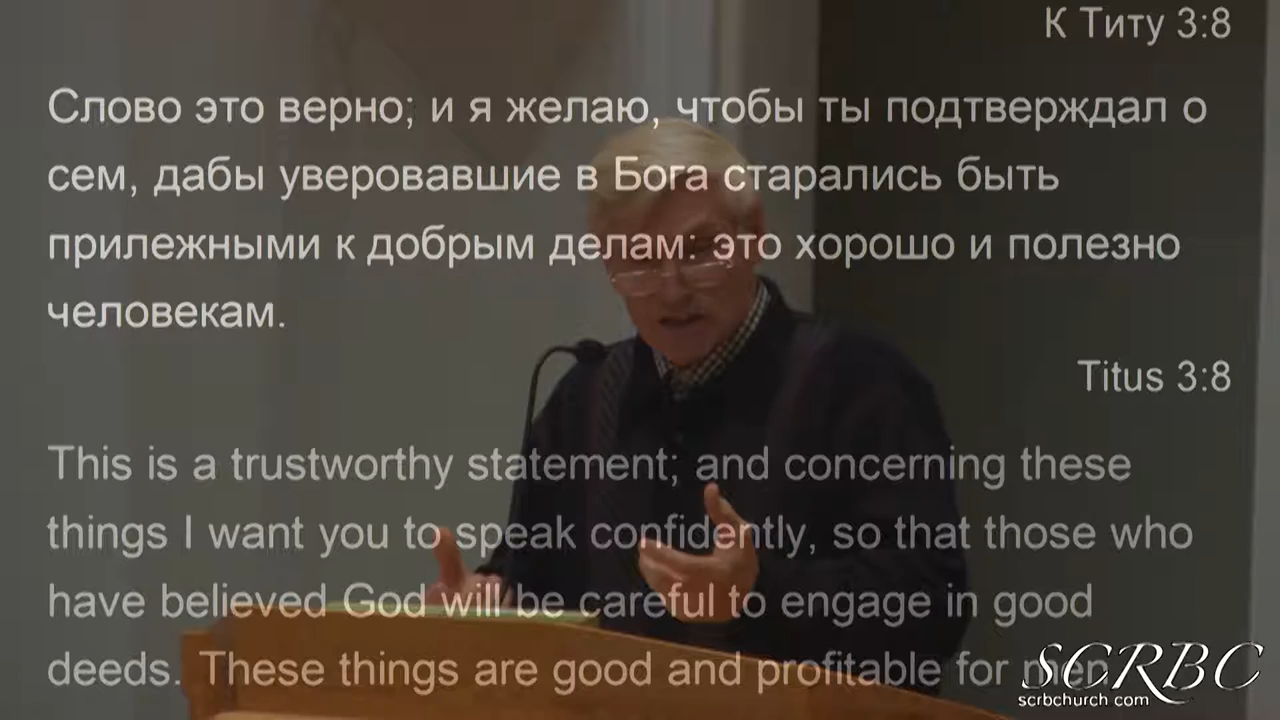 К Титу 3:8
Слово это верно; и я желаю, чтобы ты подтверждал о
сем, дабы уверовавшие в Бога старались быть
прилежными к добрым делам: это хорошо и полезно
человекам.
Titus 3:8
This is a trustworthy statement; and concerning these
things I want you to speak confidently, so that those who
have believed God will be careful to engage in good
deeds. These things are good and profitable for men.
SCRBC
scrbchurch com